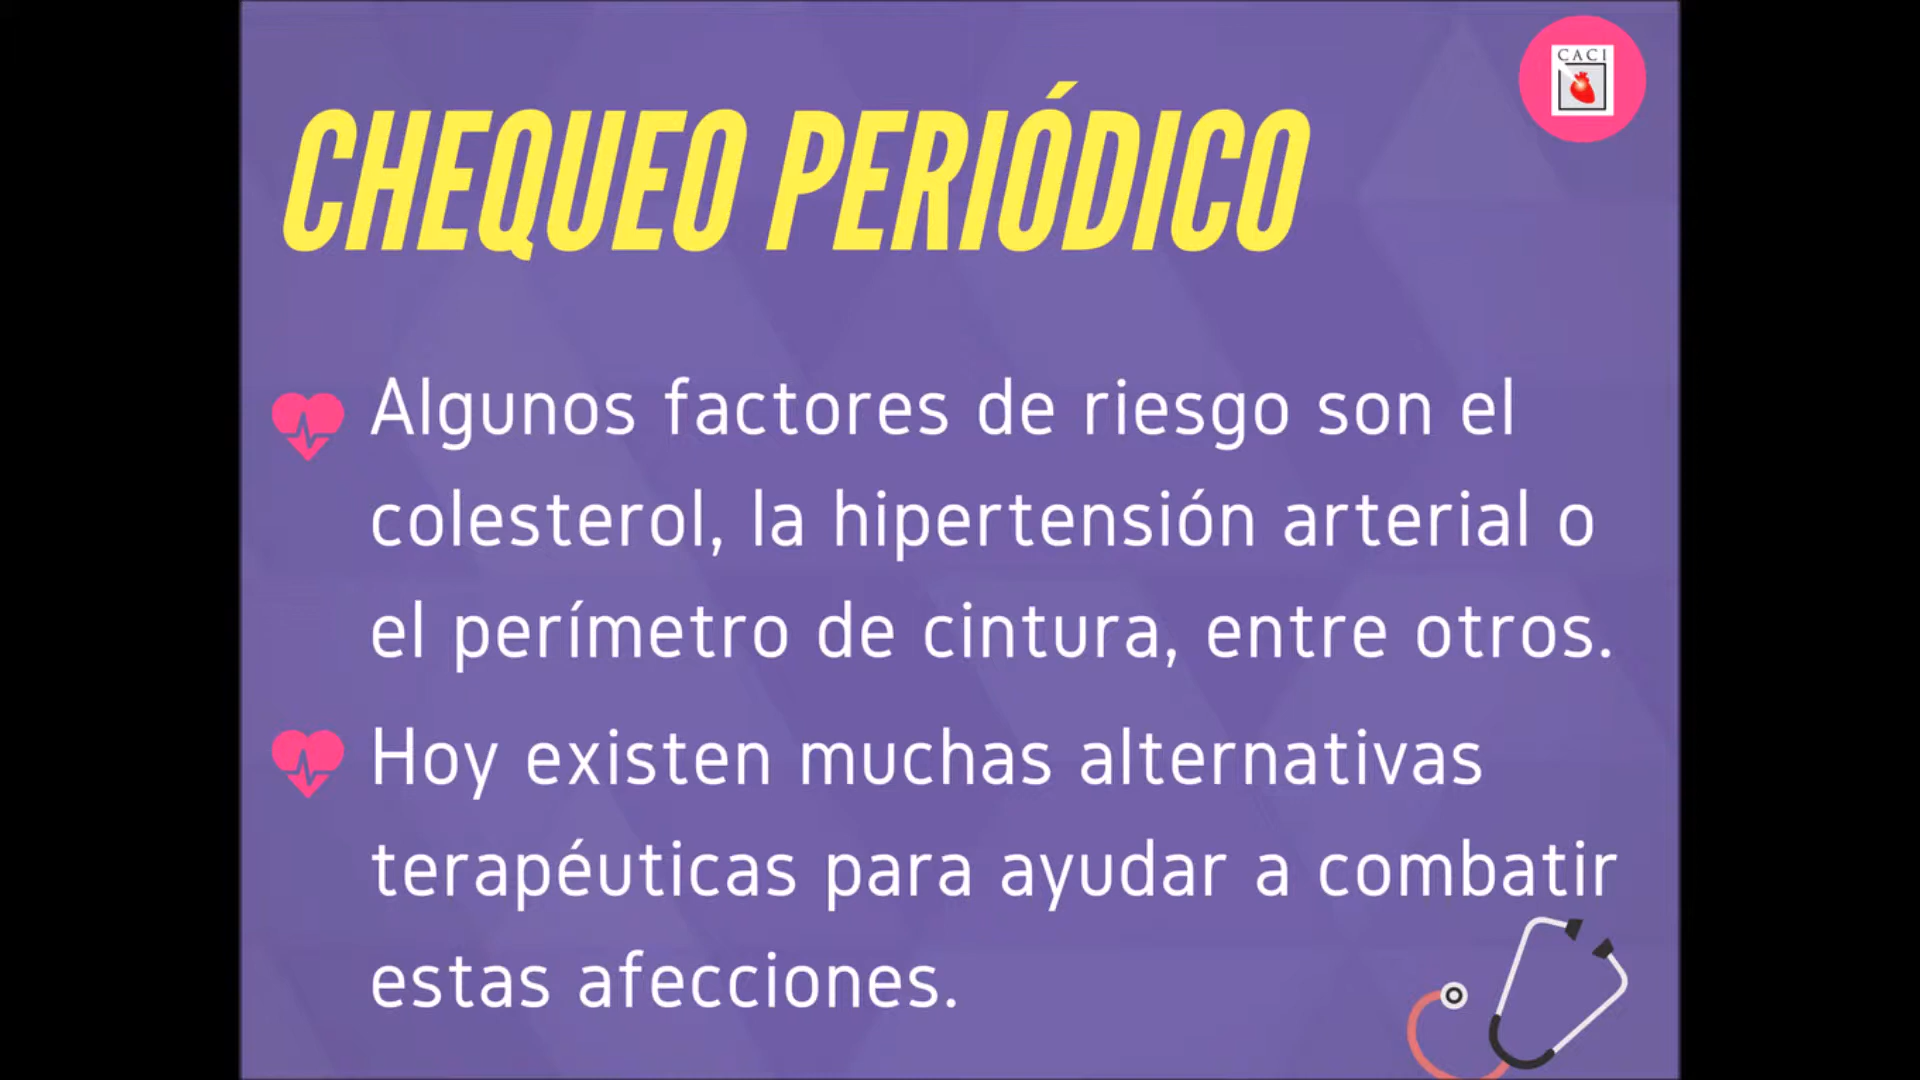 CACI
CHEQUEO PERIÓDICO
Algunos factores de riesgo son el
colesterol, la hipertensión arterial o
el perímetro de cintura, entre otros.
Hoy existen muchas alternativas
terapéuticas para ayudar a combatir
estas afecciones.